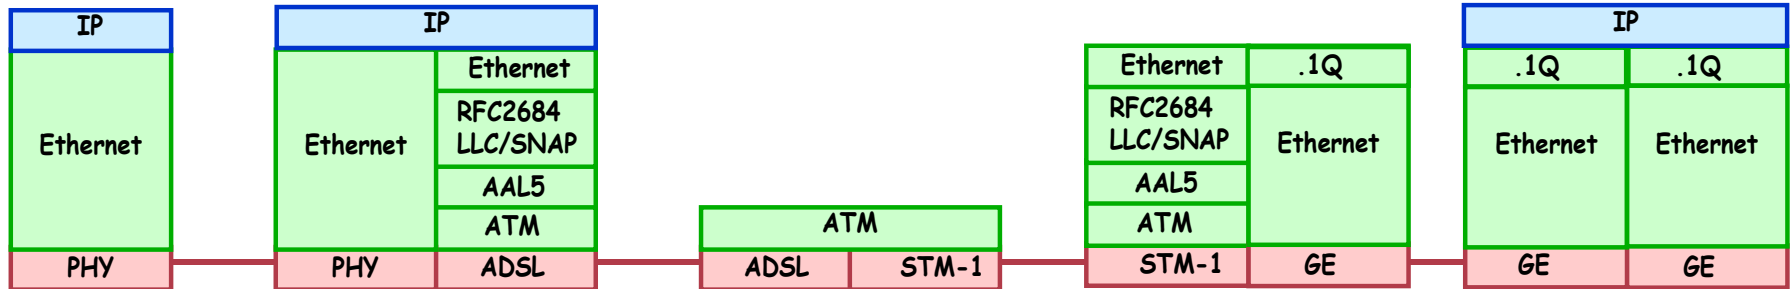 IP
Ethernet
PHY
IP
Ethernet
PHY
Ethernet
RFC2684
LLC/SNAP
AAL5
ATM
ADSL
ATM
ADSL
STM-1
Ethernet
RFC2684
LLC/SNAP
AAL5
ATM
STM-1
.1Q
Ethernet
GE
IP
.1Q
Ethernet
GE
.1Q
Ethernet
GE